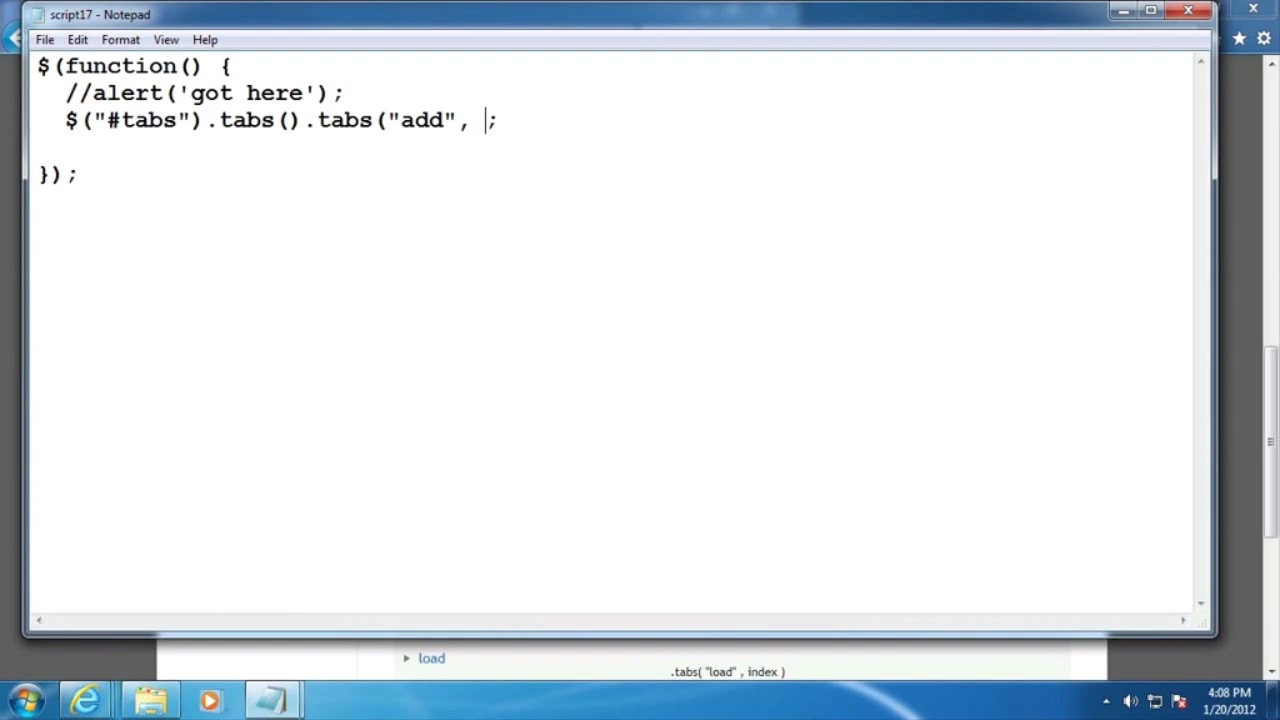 script17 - Notepad
File Edit Format View Help
$(function() {
//alert('got here');
$("#tabs").tabs().tabs("add", ;
});
load
.tabs( "load" , index )
4:08 PM
1/20/2012